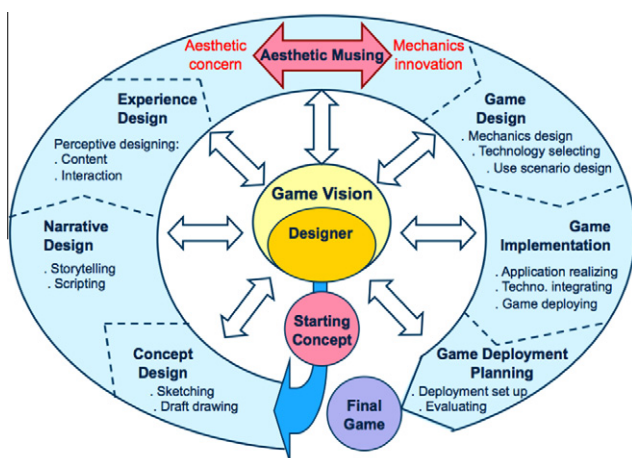 Aesthetic
concern
Aesthetic Musing
Mechanics
innovation
Experience
Design
Perceptive designing:
. Content
. Interaction
Game
Design
. Mechanics design
. Technology selecting
. Use scenario design
Game Vision
Designer
Narrative
Design
. Storytelling
. Scripting
Game
Implementation
. Application realizing
. Techno. integrating
. Game deploying
Starting
Concept
Concept
Design
. Sketching
. Draft drawing
Game Deployment
Planning
. Deployment set up
. Evaluating
Final
Game